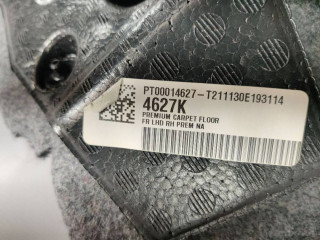 PT00014627-T211130E193114
4627K
PREMIUM CARPET FLOOR
FR LHD RH PREM NA